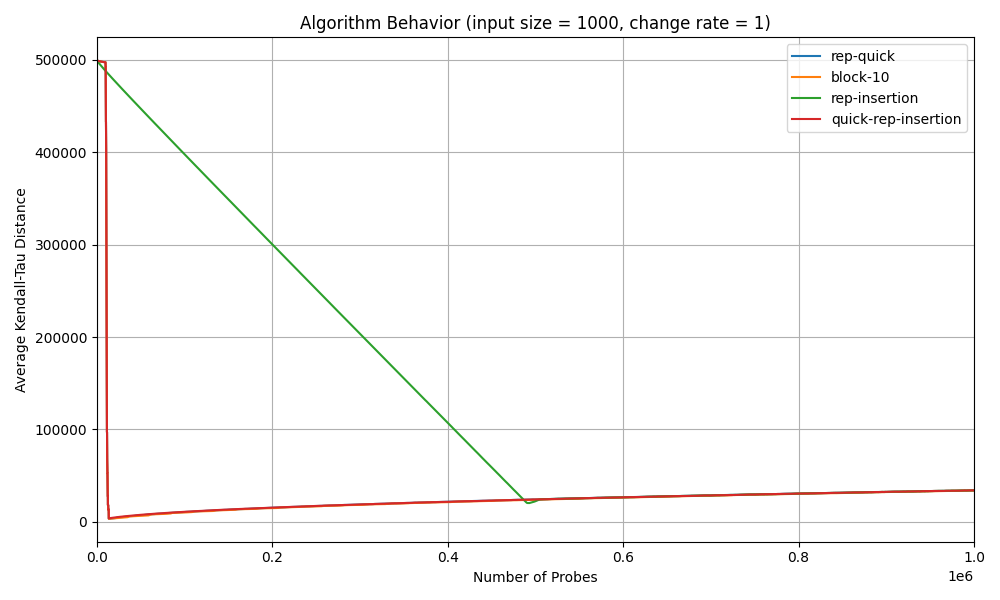 Algorithm Behavior (input size = 1000, change rate = 1)
rep-quick
block-10
rep-insertion
quick-rep-insertion
Average Kendall-Tau Distance
500000
400000
300000
200000
100000
0
0.0 0.2 0.4 0.6 0.8 1.0
1e6
Number of Probes